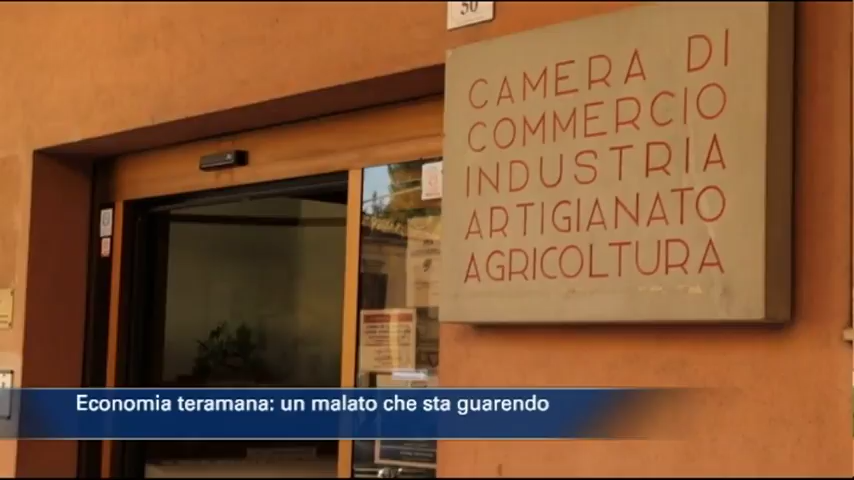 50
CAMERA DI
COMMERCIO
INDUSTRIA
ARTIGIANATO
AGRICOLTURA
Economia teramana: un malato che sta guarendo